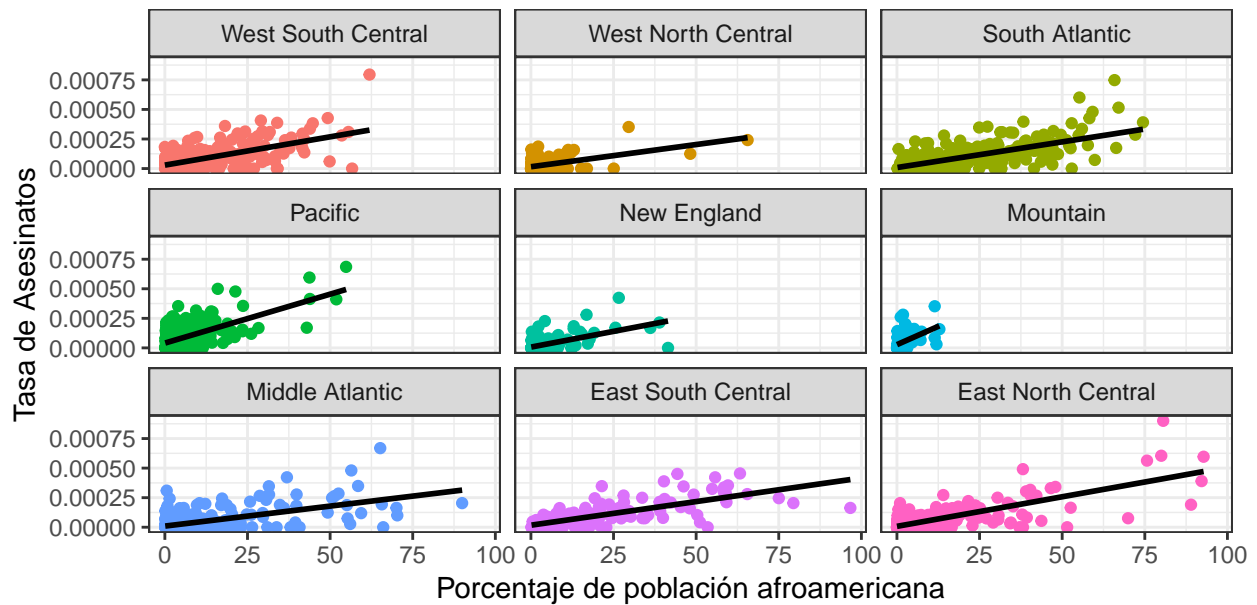 West South Central West North Central South Atlantic
0.00075
0.00050
0.00025
0.00000
Pacific New England Mountain
0.00075
0.00050
0.00025
0.00000
Middle Atlantic East South Central East North Central
0.00075
0.00050
0.00025
0.00000
0 25 50 75 100 0 25 50 75 100 0 25 50 75 100
Porcentaje de población afroamericana
Tasa de Asesinatos